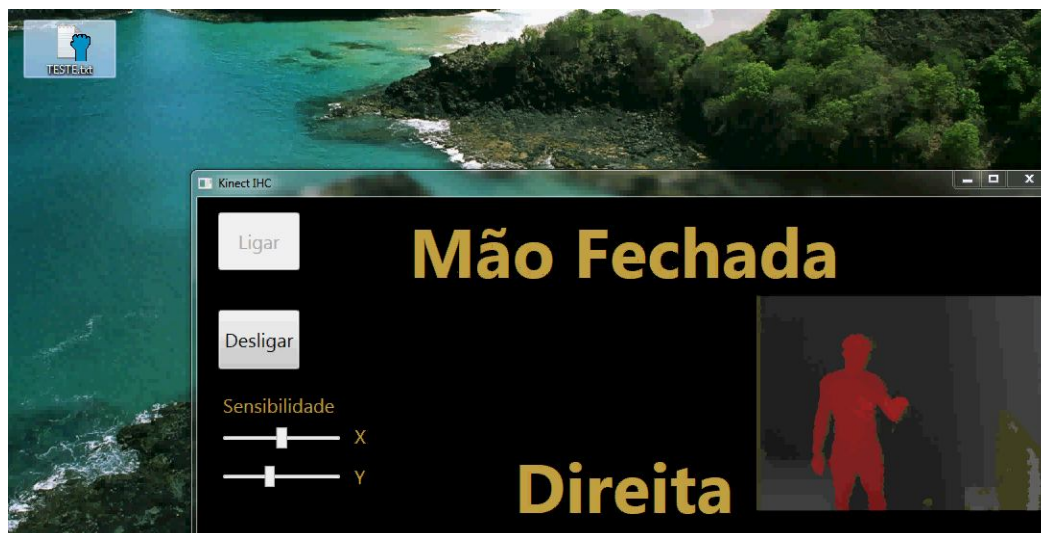 TESTE.txt
Kinect IHC
Ligar
Mão Fechada
Desligar
Sensibilidade
X
Y
Direita